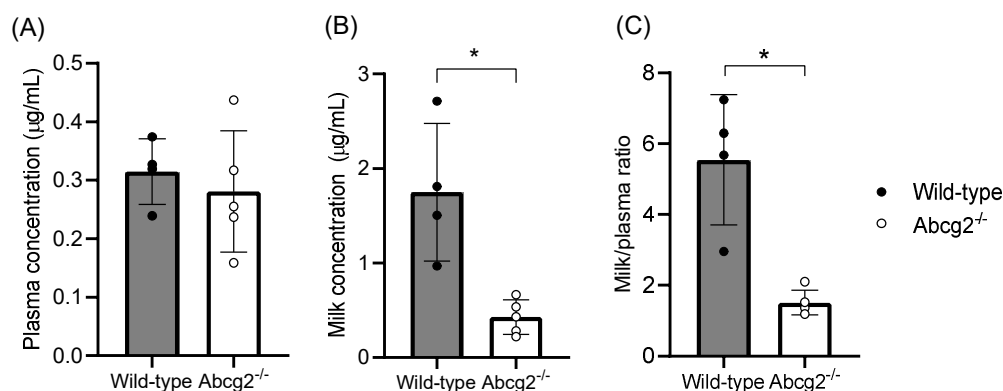 (A)
Plasma concentration (μg/mL)
0.5
0.4
0.3
0.2
0.1
0.0
Wild-type Abcg2⁻/⁻
(B)
*
Milk concentration (μg/mL)
3
2
1
0
Wild-type Abcg2⁻/⁻
(C)
*
Milk/plasma ratio
8
6
4
2
0
Wild-type Abcg2⁻/⁻
Wild-type
Abcg2⁻/⁻